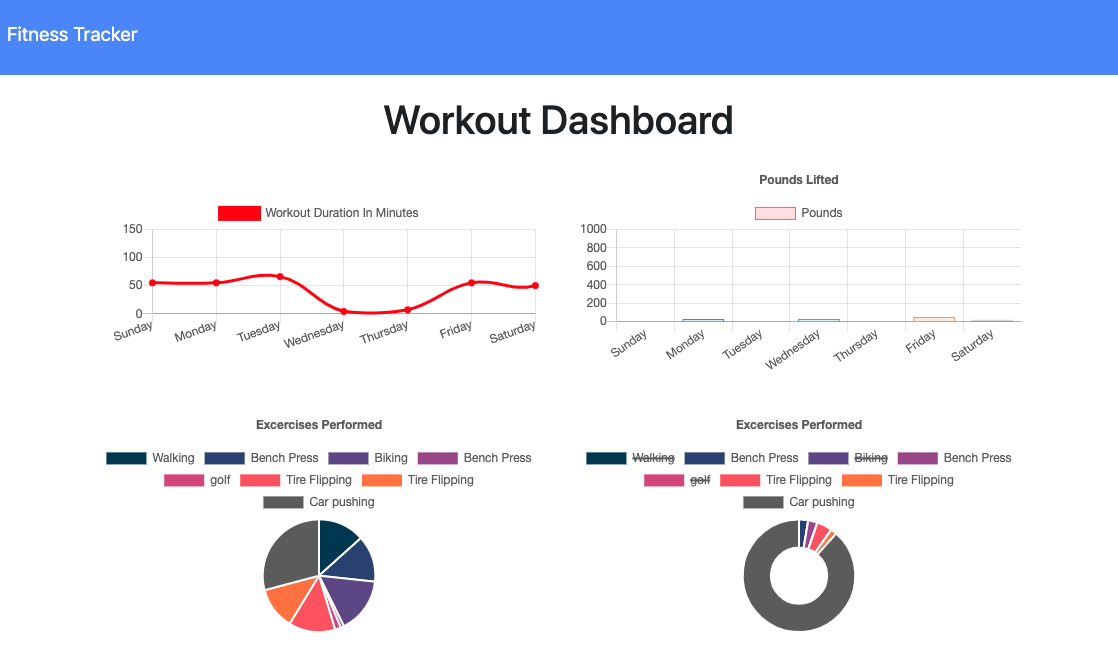 Fitness Tracker
Workout Dashboard
Workout Duration In Minutes
150
100
50
0
Sunday Monday Tuesday Wednesday Thursday Friday Saturday
Pounds Lifted
Pounds
1000
800
600
400
200
0
Sunday Monday Tuesday Wednesday Thursday Friday Saturday
Excercises Performed
Walking Bench Press Biking Bench Press
golf Tire Flipping Tire Flipping
Car pushing
Excercises Performed
Walking Bench Press Biking Bench Press
golf Tire Flipping Tire Flipping
Car pushing